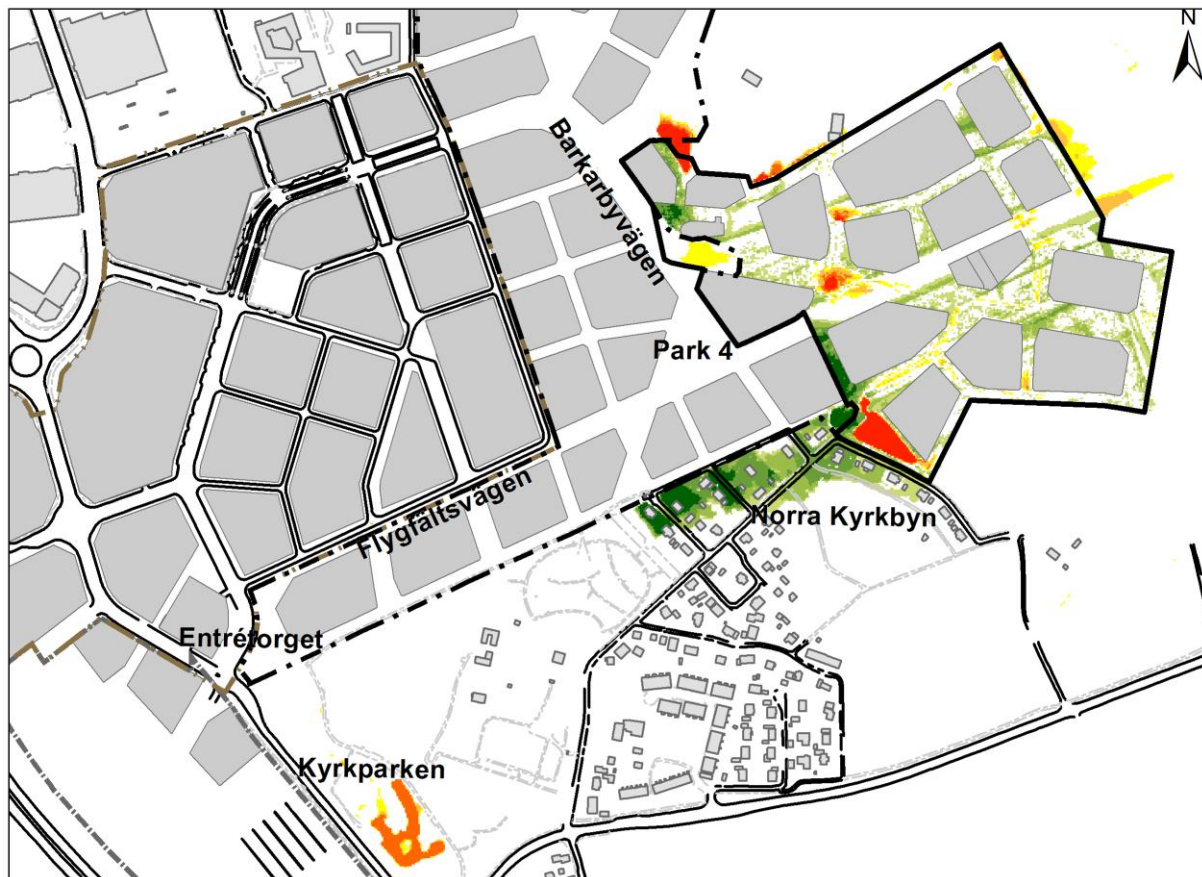 N
Barkarbyvägen
Park 4
Flygfältsvägen
Norra Kyrkbyn
Entrétorget
Kyrkparken